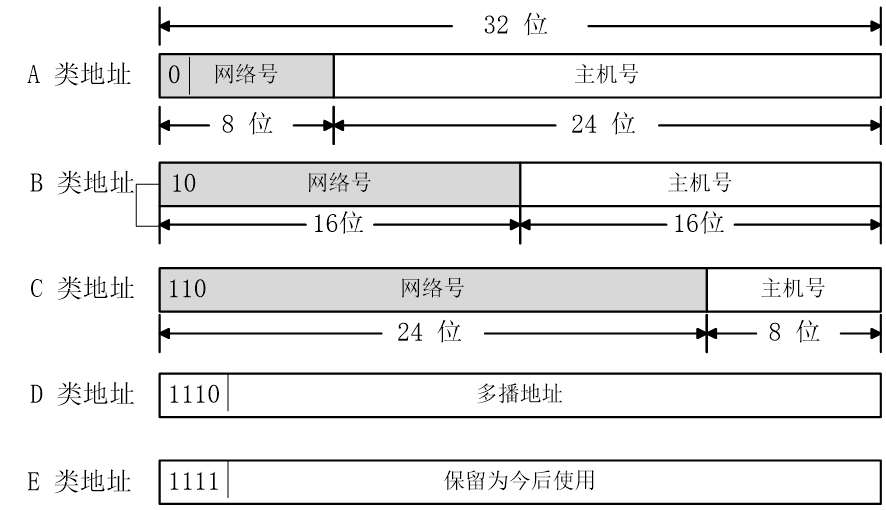 32 位
A 类地址 0 网络号 主机号
8 位 24 位
B 类地址 10 网络号 主机号
16位 16位
C 类地址 110 网络号 主机号
24 位 8 位
D 类地址 1110 多播地址
E 类地址 1111 保留为今后使用